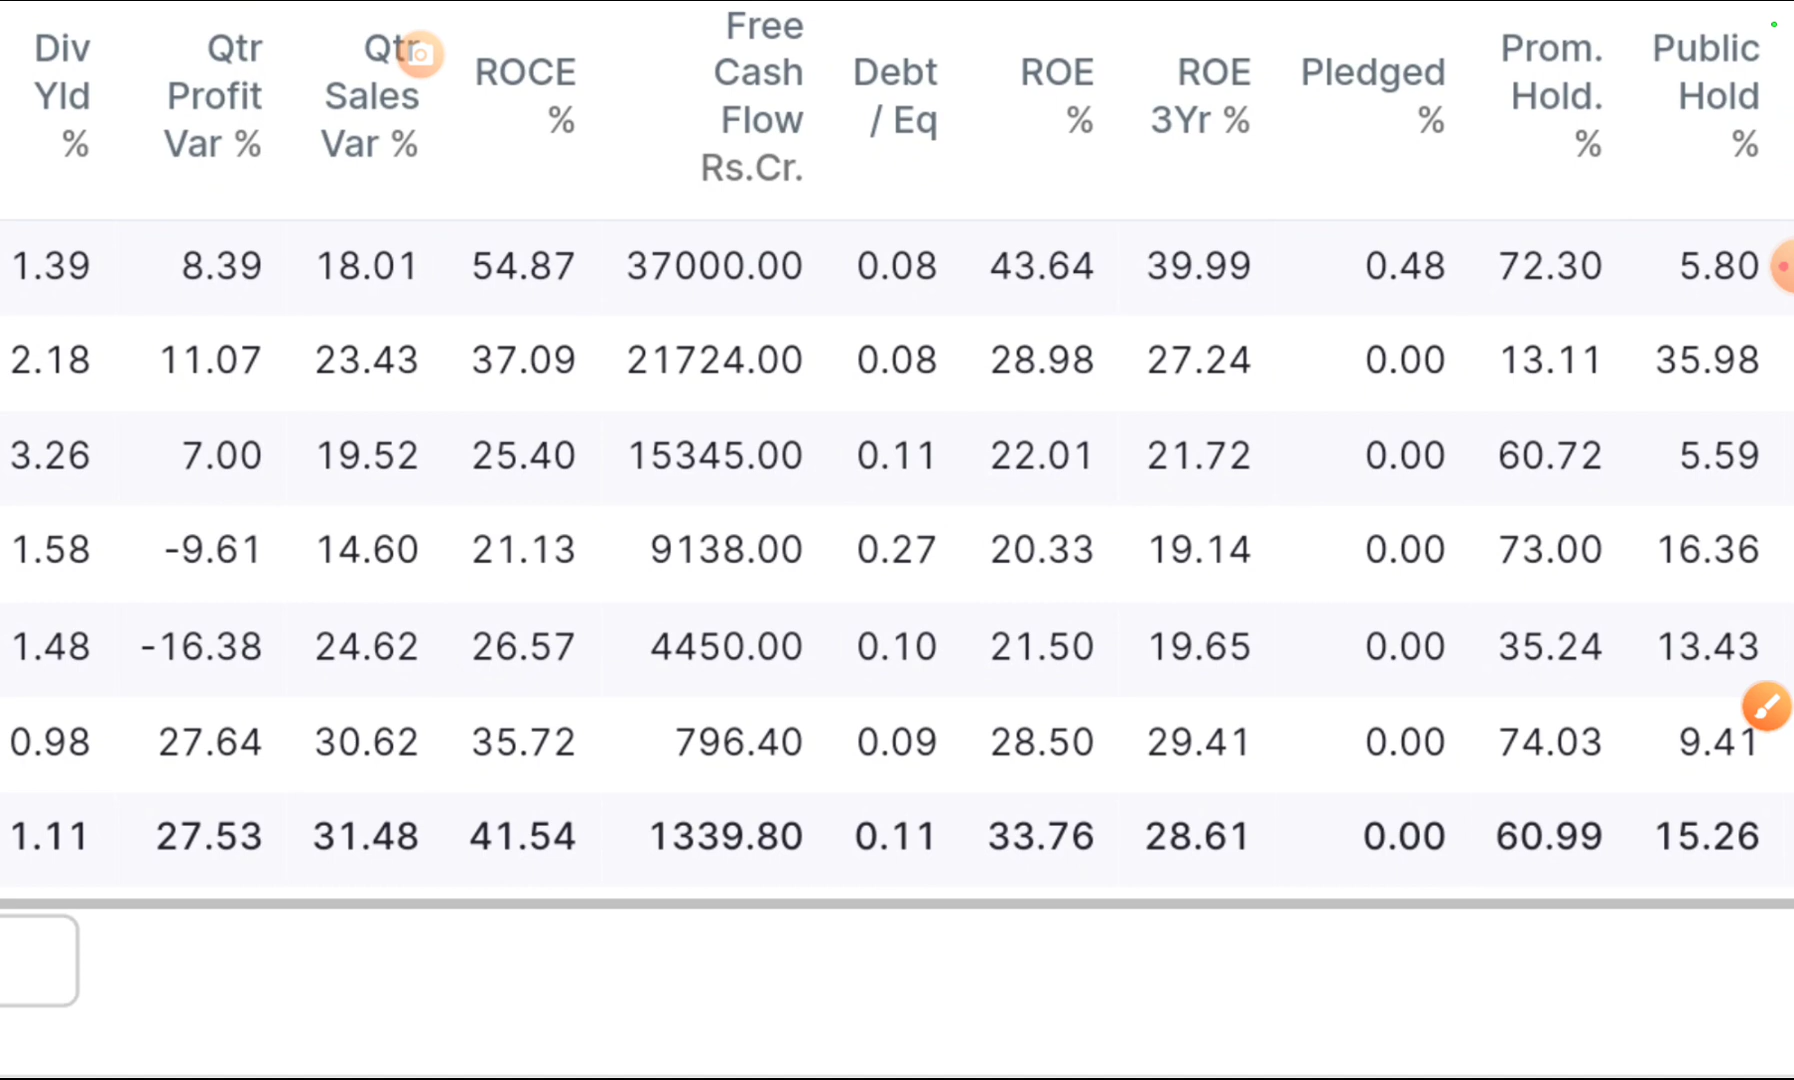 Div Yld % Qtr Profit Var % Qtr Sales Var % ROCE % Free Cash Flow Rs.Cr. Debt / Eq ROE % ROE 3Yr % Pledged % Prom. Hold. % Public Hold %
1.39 8.39 18.01 54.87 37000.00 0.08 43.64 39.99 0.48 72.30 5.80
2.18 11.07 23.43 37.09 21724.00 0.08 28.98 27.24 0.00 13.11 35.98
3.26 7.00 19.52 25.40 15345.00 0.11 22.01 21.72 0.00 60.72 5.59
1.58 -9.61 14.60 21.13 9138.00 0.27 20.33 19.14 0.00 73.00 16.36
1.48 -16.38 24.62 26.57 4450.00 0.10 21.50 19.65 0.00 35.24 13.43
0.98 27.64 30.62 35.72 796.40 0.09 28.50 29.41 0.00 74.03 9.41
1.11 27.53 31.48 41.54 1339.80 0.11 33.76 28.61 0.00 60.99 15.26